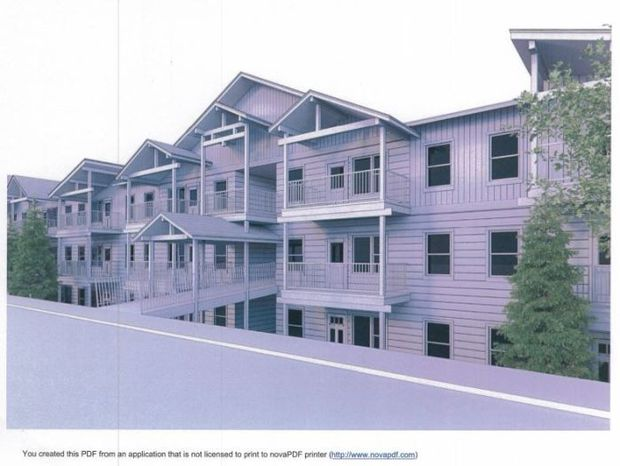 You created this PDF from an application that is not licensed to print to novaPDF printer (http://www.novapdf.com)